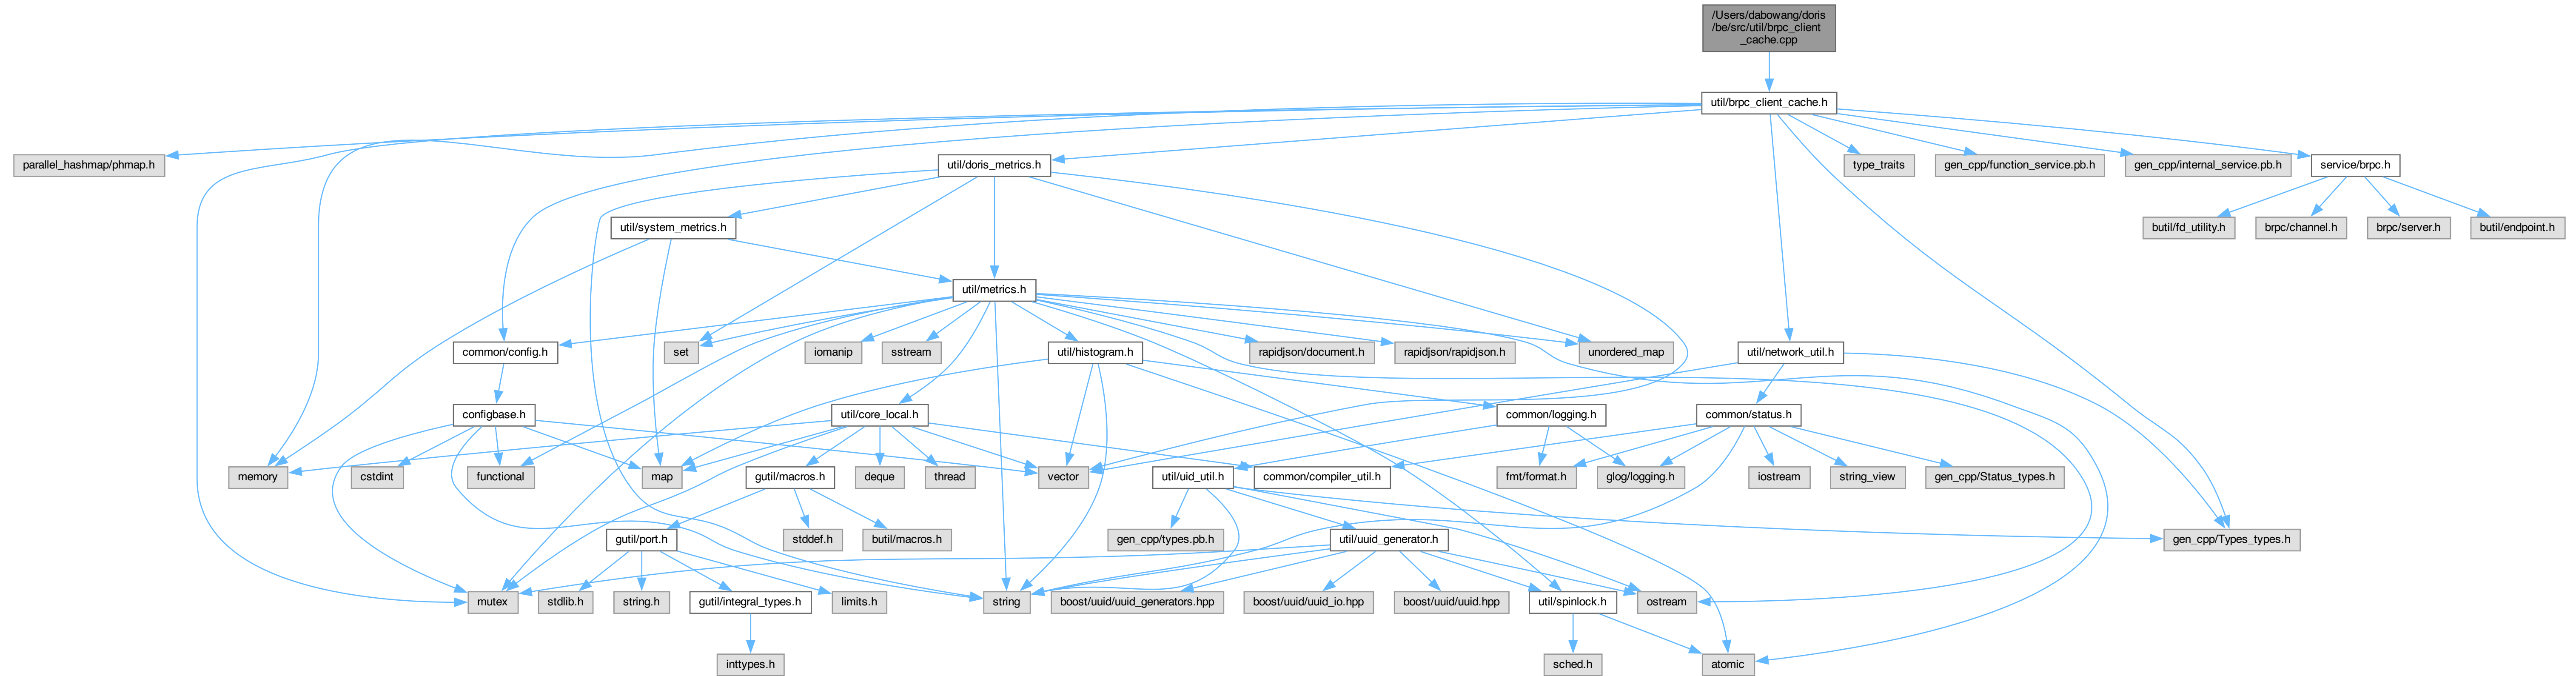 /Users/dabowang/doris
/be/src/util/brpc_client
_cache.cpp
util/brpc_client_cache.h
parallel_hashmap/phmap.h
util/doris_metrics.h
type_traits
gen_cpp/function_service.pb.h
gen_cpp/internal_service.pb.h
service/brpc.h
util/system_metrics.h
butil/fd_utility.h
brpc/channel.h
brpc/server.h
butil/endpoint.h
util/metrics.h
common/config.h
set
iomanip
sstream
util/histogram.h
rapidjson/document.h
rapidjson/rapidjson.h
unordered_map
util/network_util.h
configbase.h
util/core_local.h
common/logging.h
common/status.h
memory
cstdint
functional
map
gutil/macros.h
deque
thread
vector
util/uid_util.h
common/compiler_util.h
fmt/format.h
glog/logging.h
iostream
string_view
gen_cpp/Status_types.h
gutil/port.h
stddef.h
butil/macros.h
gen_cpp/types.pb.h
util/uuid_generator.h
gen_cpp/Types_types.h
mutex
stdlib.h
string.h
gutil/integral_types.h
limits.h
string
boost/uuid/uuid_generators.hpp
boost/uuid/uuid_io.hpp
boost/uuid/uuid.hpp
util/spinlock.h
ostream
inttypes.h
sched.h
atomic